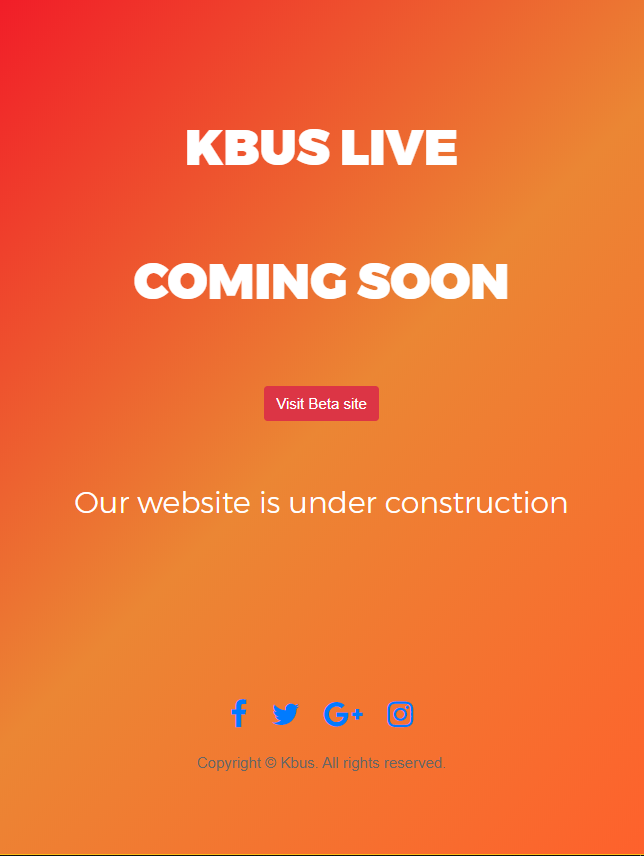 KBUS LIVE
COMING SOON
Visit Beta site
Our website is under construction
Copyright © Kbus. All rights reserved.